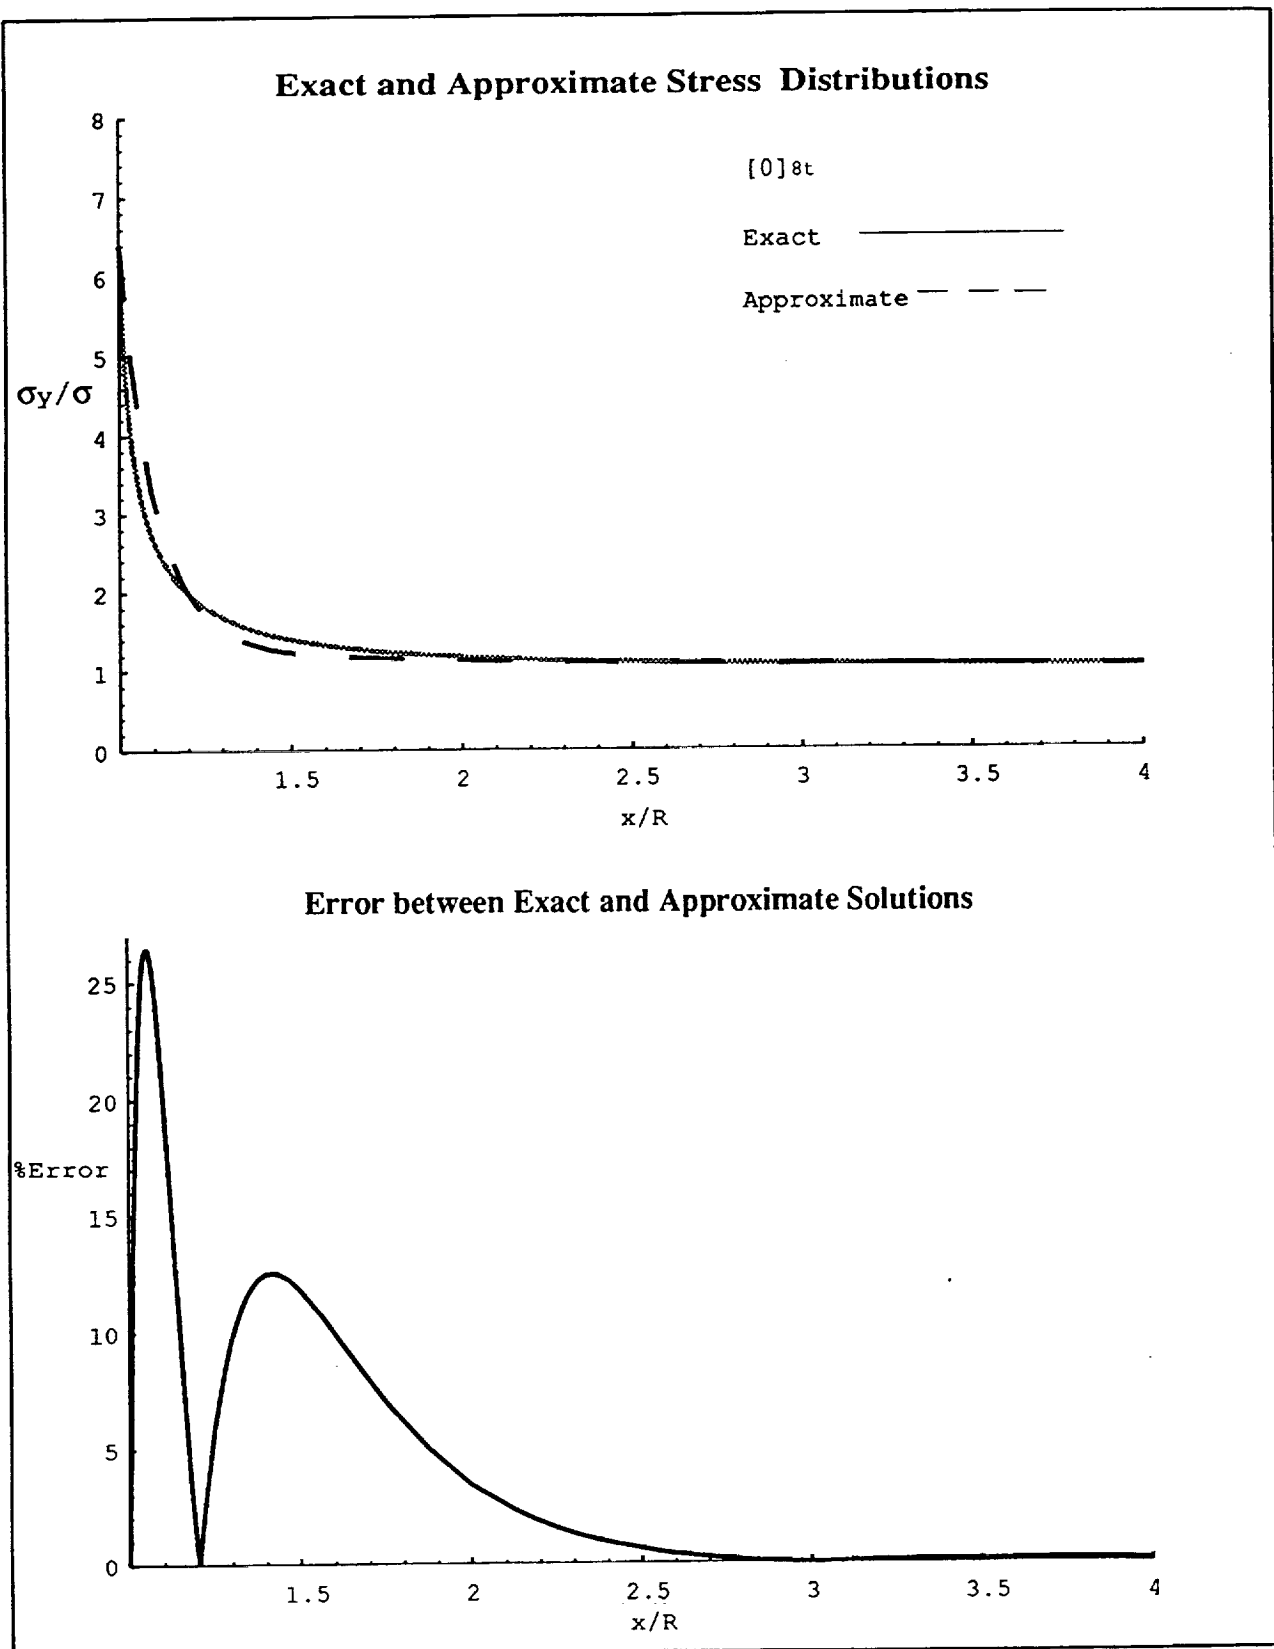 Exact and Approximate Stress Distributions
8
7
6
5
4
3
2
1
0
σy/σ
[0]8t
Exact
Approximate
1.5 2 2.5 3 3.5 4
x/R
Error between Exact and Approximate Solutions
25
20
15
10
5
0
%Error
1.5 2 2.5 3 3.5 4
x/R